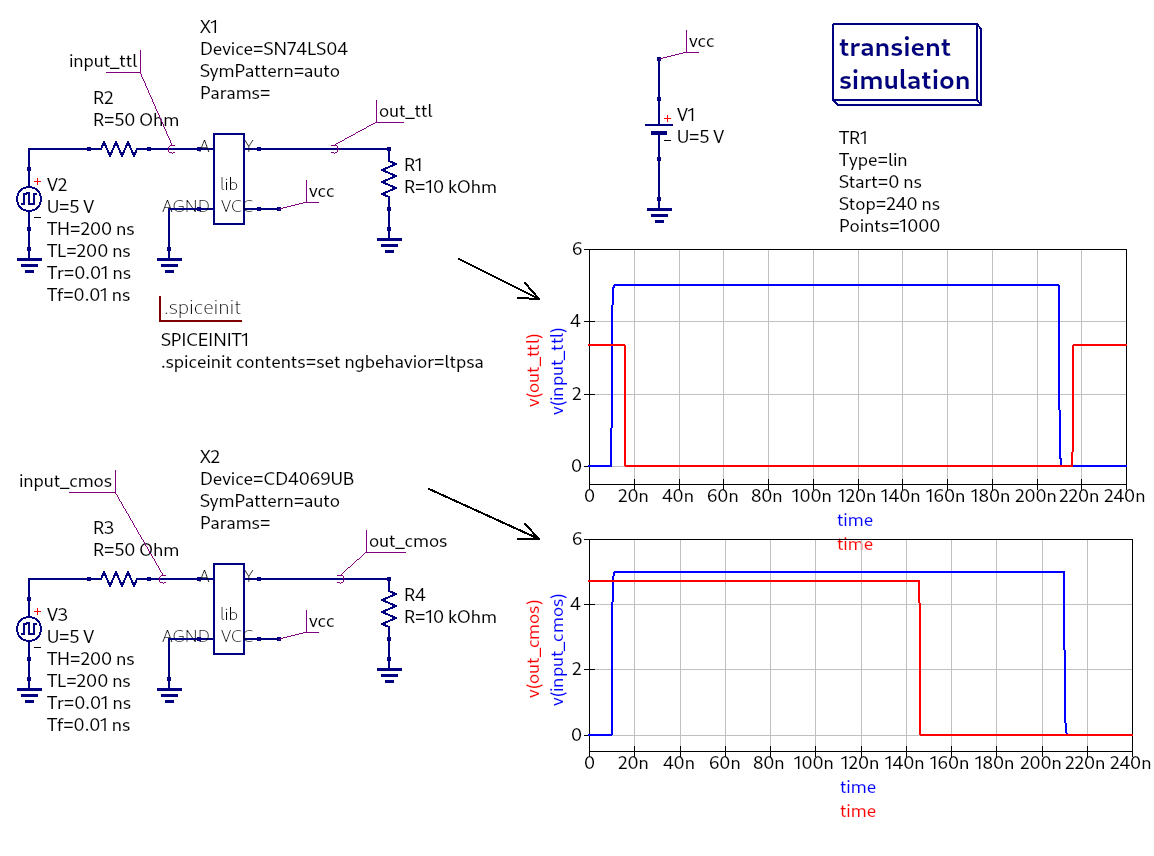 X1
Device=SN74LS04
SymPattern=auto
Params=
input_ttl
R2
R=50 Ohm
out_ttl
A
Y
lib
AGND
VCC
vcc
R1
R=10 kOhm
+
V2
−
U=5 V
TH=200 ns
TL=200 ns
Tr=0.01 ns
Tf=0.01 ns
.spiceinit
SPICEINIT1
.spiceinit contents=set ngbehavior=ltpsa
vcc
+
V1
−
U=5 V
transient
simulation
TR1
Type=lin
Start=0 ns
Stop=240 ns
Points=1000
6
4
2
0
v(out_ttl)
v(input_ttl)
0 20n 40n 60n 80n 100n 120n 140n 160n 180n 200n 220n 240n
time
time
X2
Device=CD4069UB
SymPattern=auto
Params=
input_cmos
R3
R=50 Ohm
out_cmos
A
Y
lib
AGND
VCC
vcc
R4
R=10 kOhm
+
V3
−
U=5 V
TH=200 ns
TL=200 ns
Tr=0.01 ns
Tf=0.01 ns
6
4
2
0
v(out_cmos)
v(input_cmos)
0 20n 40n 60n 80n 100n 120n 140n 160n 180n 200n 220n 240n
time
time